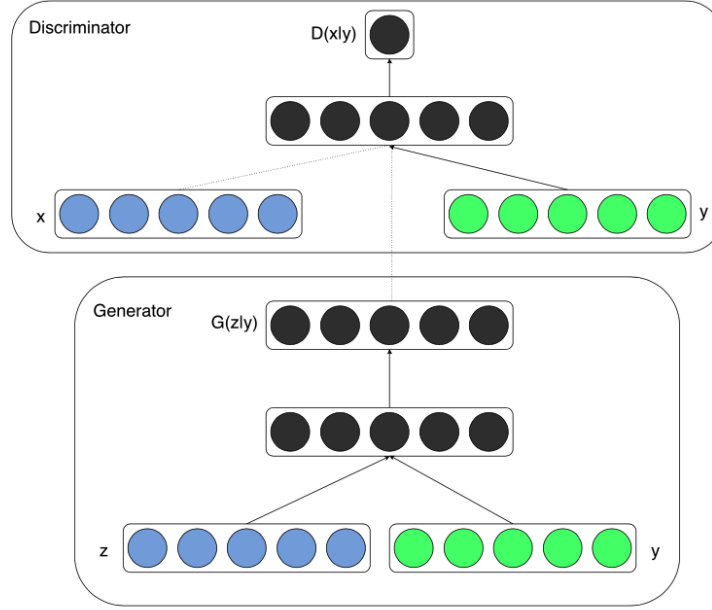 Discriminator
D(x|y)
x
y
Generator
G(z|y)
z
y